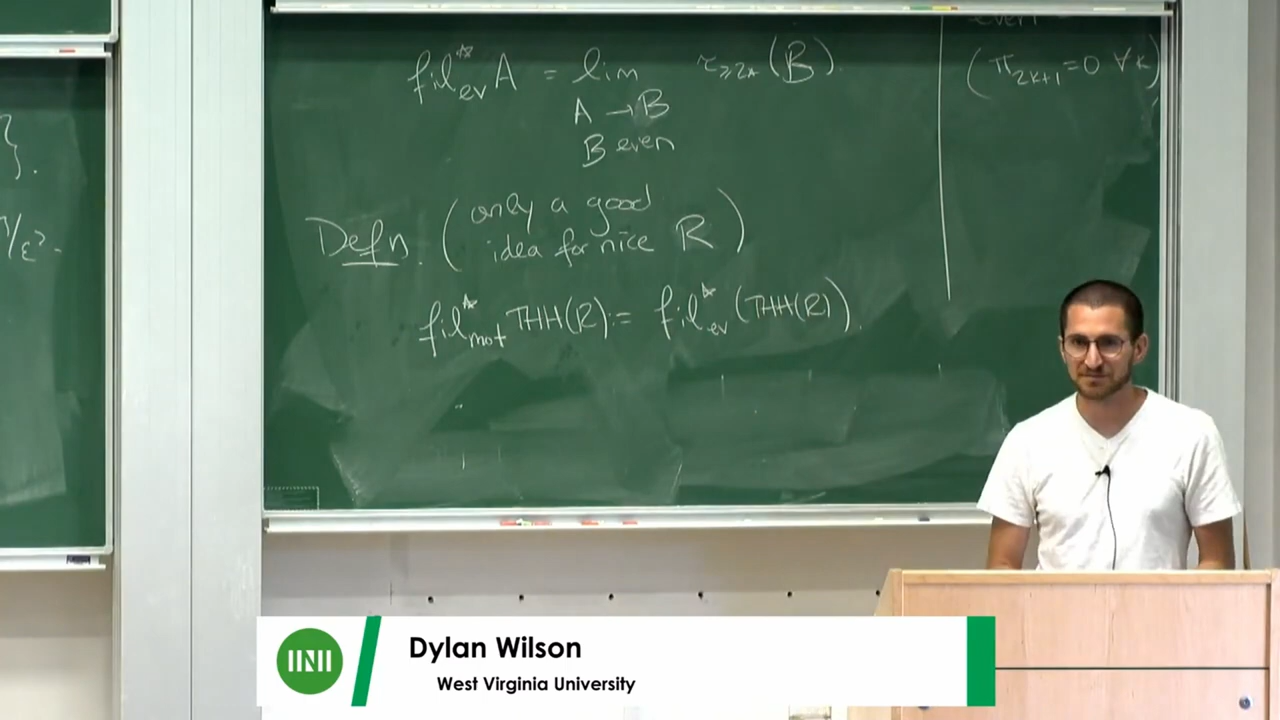 fil*ev A = lim τ≥2* (B).
A → B
B even
Defn. (only a good
idea for nice R)
fil*mot THH(R) := fil*ev (THH(R)).
even
(π2k+1 = 0 ∀k)
}.
Dylan Wilson
West Virginia University